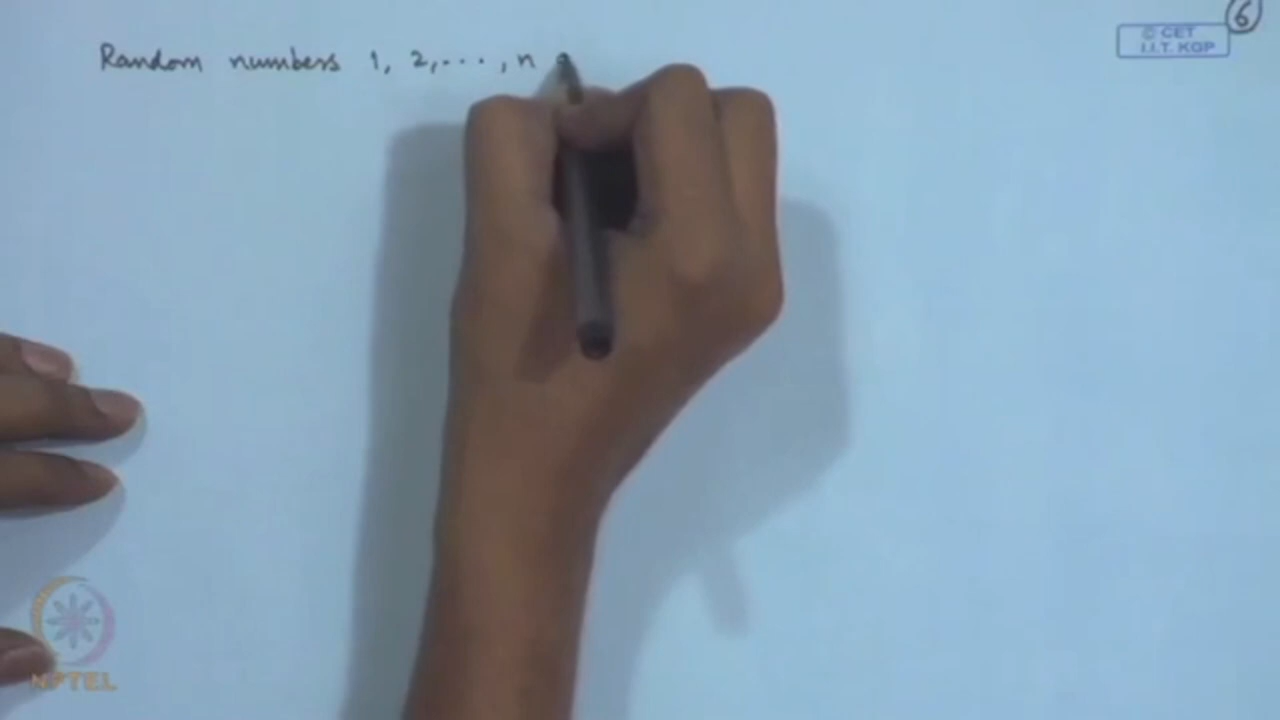 Random numbers 1, 2, ..., n
6
© CET
I.I.T. KGP
NPTEL